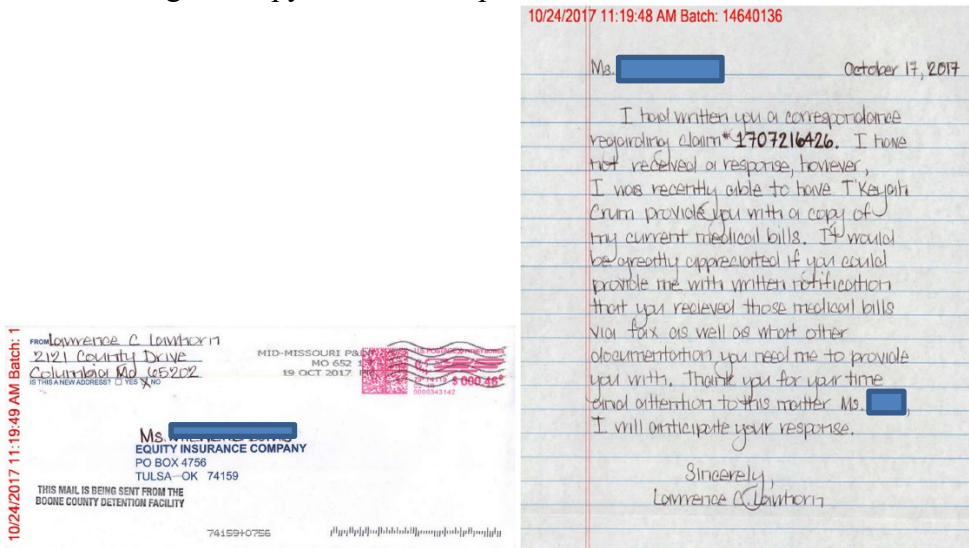 FROM Lawrence C Lawhorn
2121 County Drive
Columbia Mo 65202
IS THIS A NEW ADDRESS? YES X NO
MID-MISSOURI P&DC
MO 652
19 OCT 2017
US POSTAGE
$ 000.46
0000343142
Ms.
EQUITY INSURANCE COMPANY
PO BOX 4756
TULSA OK 74159
THIS MAIL IS BEING SENT FROM THE
BOONE COUNTY DETENTION FACILITY
74159+0756
10/24/2017 11:19:49 AM Batch: 1
10/24/2017 11:19:48 AM Batch: 14640136
Ms. October 17, 2017
I had written you a correspondance
regarding claim# 1707216426. I have
not received a response, however,
I was recently able to have T'Keyah
Crum provide you with a copy of
my current medical bills. It would
be greatly appreciated if you could
provide me with written notification
that you recieved those medical bills
via fax as well as what other
documentation you need me to provide
you with. Thank you for your time
and attention to this matter Ms. ,
I will anticipate your response.
Sincerely,
Lawrence C. Lawhorn